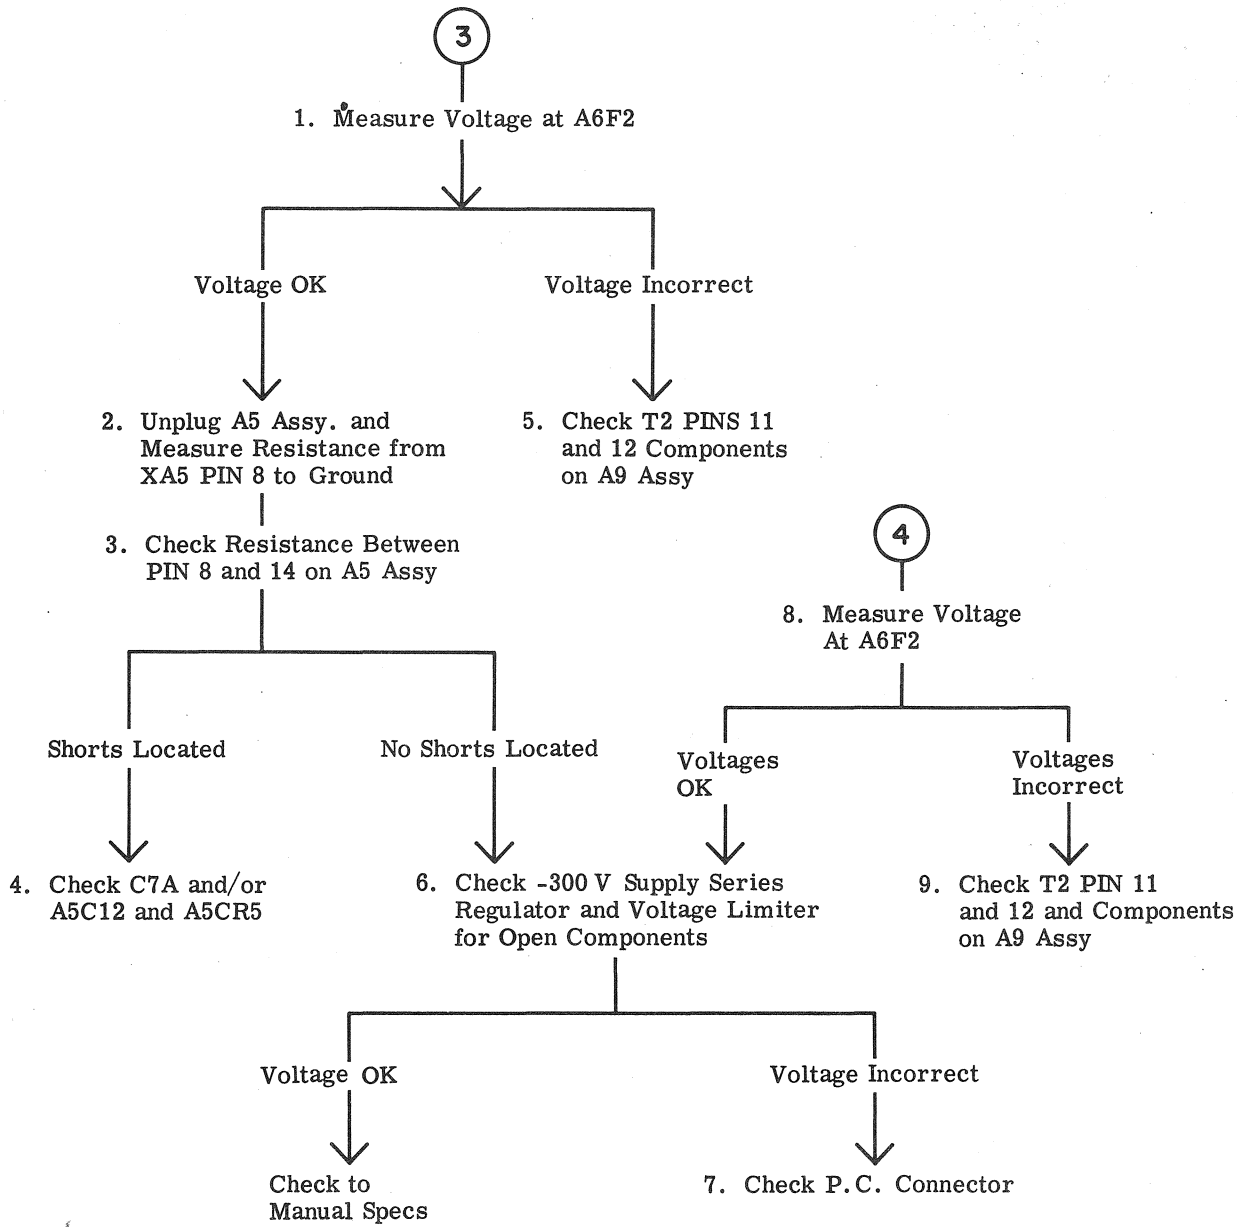 3
1. Measure Voltage at A6F2
Voltage OK
Voltage Incorrect
2. Unplug A5 Assy. and
Measure Resistance from
XA5 PIN 8 to Ground
5. Check T2 PINS 11
and 12 Components
on A9 Assy
3. Check Resistance Between
PIN 8 and 14 on A5 Assy
4
8. Measure Voltage
At A6F2
Shorts Located
No Shorts Located
Voltages
OK
Voltages
Incorrect
4. Check C7A and/or
A5C12 and A5CR5
6. Check -300 V Supply Series
Regulator and Voltage Limiter
for Open Components
9. Check T2 PIN 11
and 12 and Components
on A9 Assy
Voltage OK
Voltage Incorrect
Check to
Manual Specs
7. Check P.C. Connector